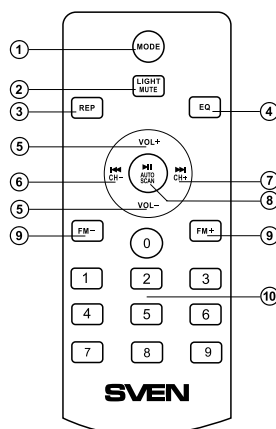 ① MODE
② LIGHT
MUTE
③ REP EQ ④
⑤ VOL+
⑥ CH− AUTO SCAN CH+ ⑦
⑧
⑤ VOL−
⑨ FM− FM+ ⑨
0
1 2 3
⑩
4 5 6
7 8 9
SVEN